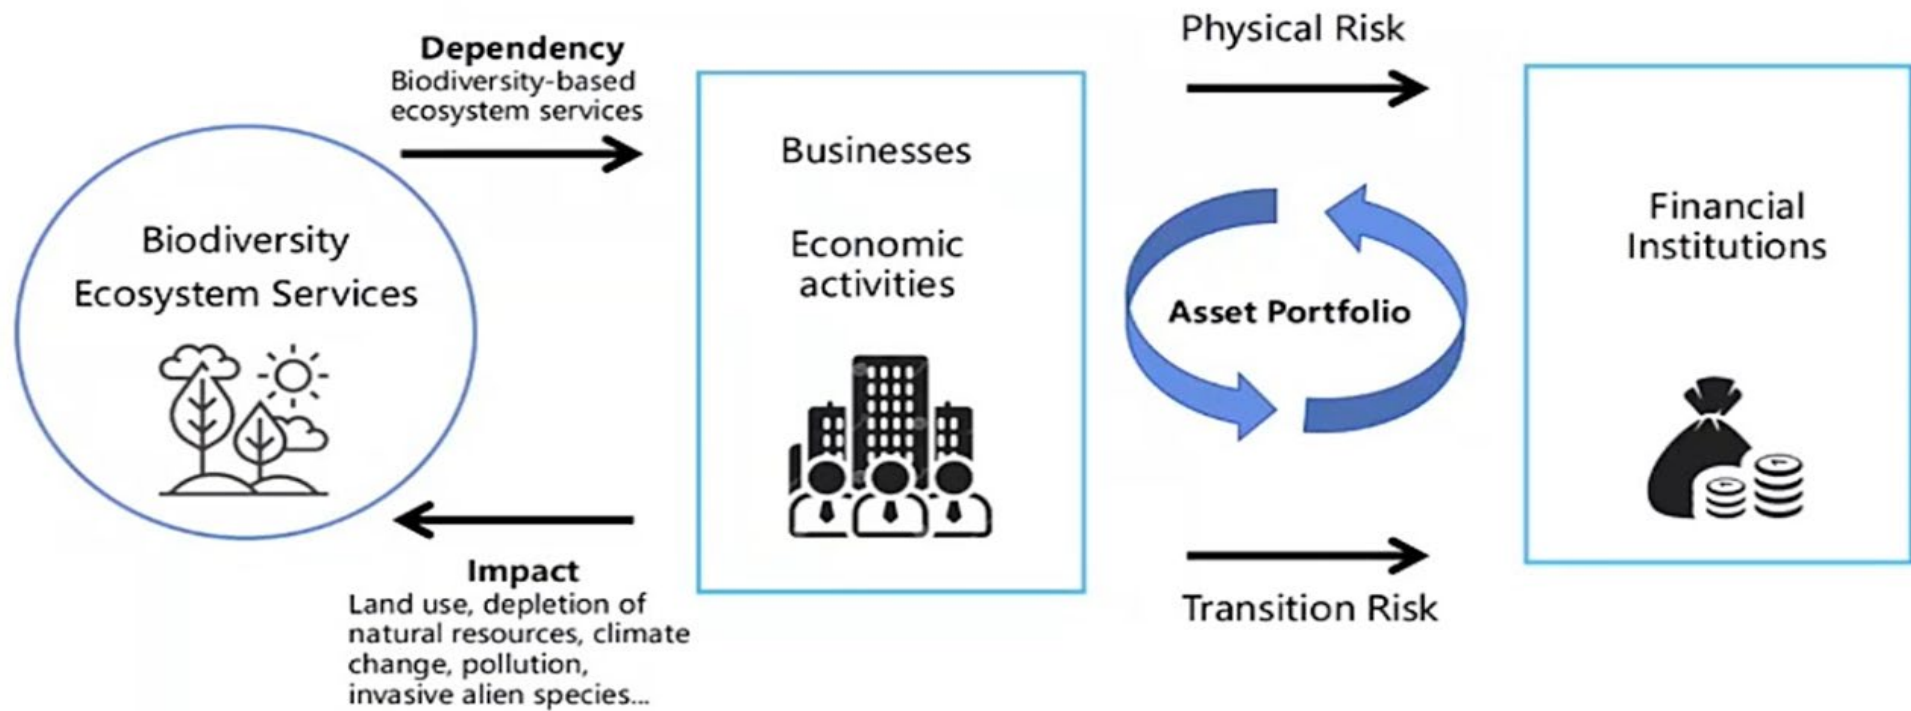 Dependency
Biodiversity-based
ecosystem services
Biodiversity
Ecosystem Services
Impact
Land use, depletion of
natural resources, climate
change, pollution,
invasive alien species...
Businesses
Economic
activities
Physical Risk
Asset Portfolio
Transition Risk
Financial
Institutions